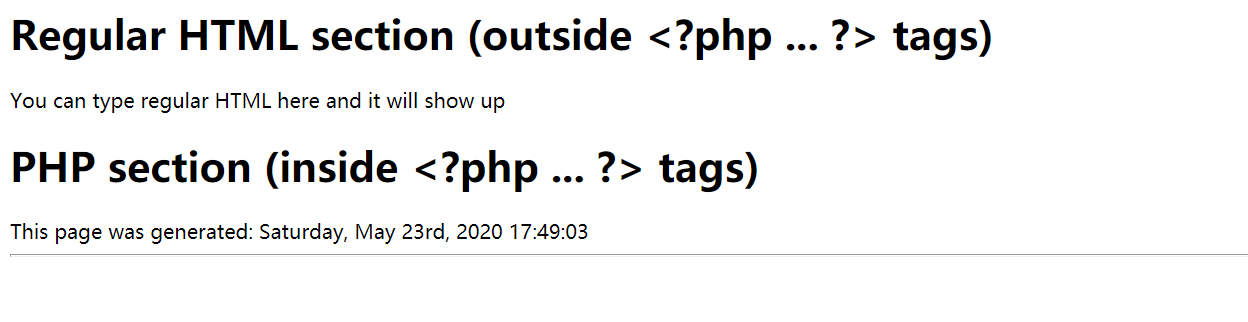 Regular HTML section (outside <?php ... ?> tags)
You can type regular HTML here and it will show up
PHP section (inside <?php ... ?> tags)
This page was generated: Saturday, May 23rd, 2020 17:49:03